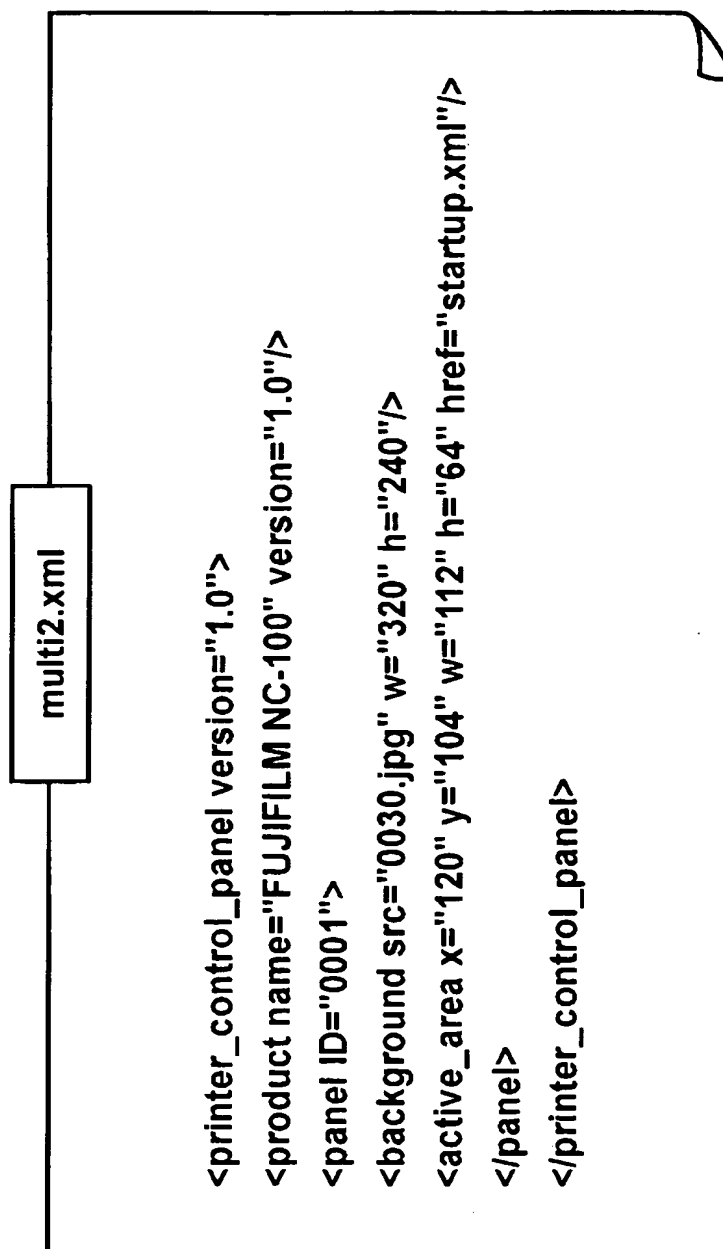 multi2.xml
<printer_control_panel version="1.0">
<product name="FUJIFILM NC-100" version="1.0"/>
<panel ID="0001">
<background src="0030.jpg" w="320" h="240"/>
<active_area x="120" y="104" w="112" h="64" href="startup.xml"/>
</panel>
</printer_control_panel>